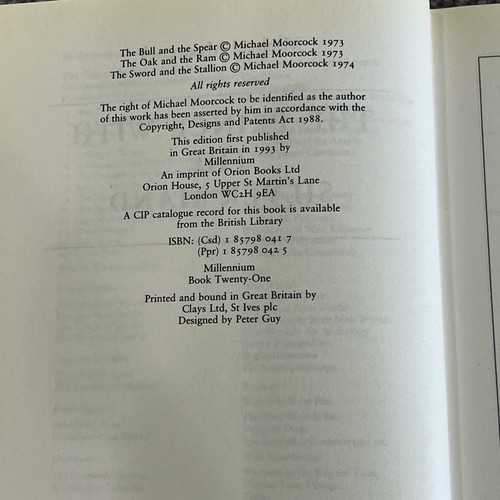 The Bull and the Spear © Michael Moorcock 1973
The Oak and the Ram © Michael Moorcock 1973
The Sword and the Stallion © Michael Moorcock 1974
All rights reserved
The right of Michael Moorcock to be identified as the author
of this work has been asserted by him in accordance with the
Copyright, Designs and Patents Act 1988.
This edition first published
in Great Britain in 1993 by
Millennium
An imprint of Orion Books Ltd
Orion House, 5 Upper St Martin's Lane
London WC2H 9EA
A CIP catalogue record for this book is available
from the British Library
ISBN: (Csd) 1 85798 041 7
(Ppr) 1 85798 042 5
Millennium
Book Twenty-One
Printed and bound in Great Britain by
Clays Ltd, St Ives plc
Designed by Peter Guy